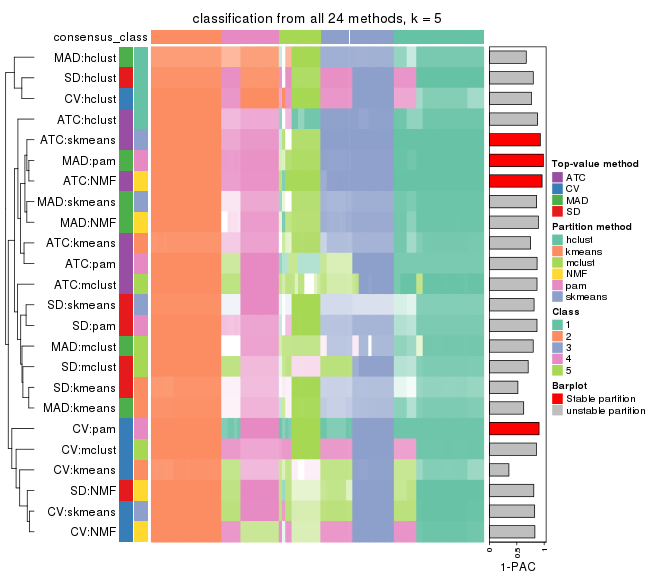 classification from all 24 methods, k = 5
consensus_class
MAD:hclust
SD:hclust
CV:hclust
ATC:hclust
ATC:skmeans
MAD:pam
ATC:NMF
MAD:skmeans
MAD:NMF
ATC:kmeans
ATC:pam
ATC:mclust
SD:skmeans
SD:pam
MAD:mclust
SD:mclust
SD:kmeans
MAD:kmeans
CV:pam
CV:mclust
CV:kmeans
SD:NMF
CV:skmeans
CV:NMF
0
0.5
1
1-PAC
Top-value method
ATC
CV
MAD
SD
Partition method
hclust
kmeans
mclust
NMF
pam
skmeans
Class
1
2
3
4
5
Barplot
Stable partition
unstable partition